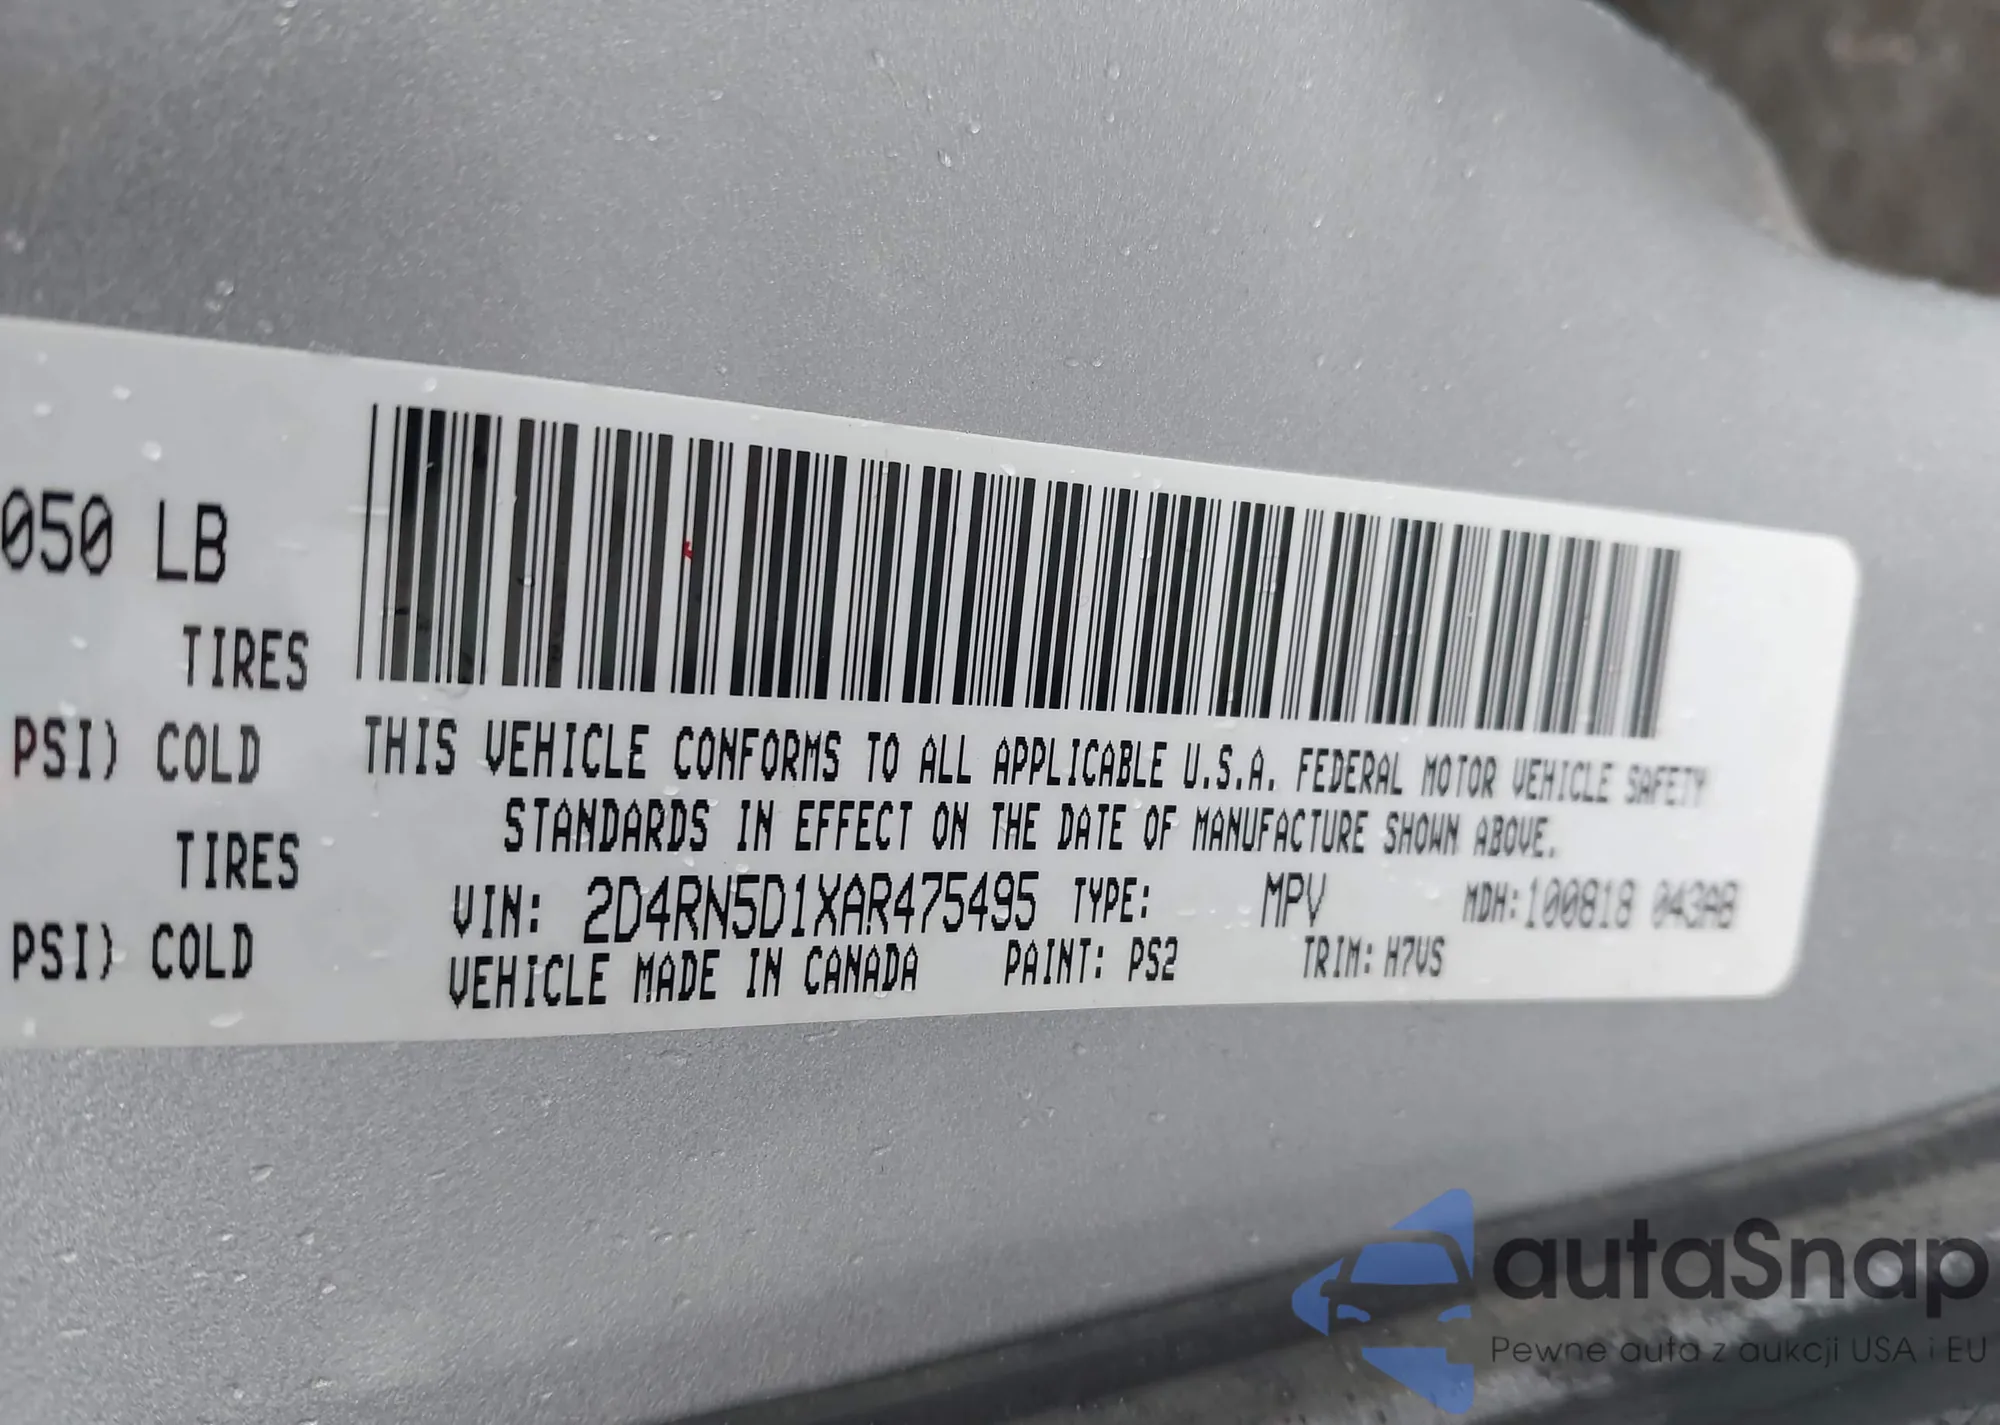 050 LB
TIRES
PSI) COLD
TIRES
PSI) COLD
THIS VEHICLE CONFORMS TO ALL APPLICABLE U.S.A. FEDERAL MOTOR VEHICLE SAFETY
STANDARDS IN EFFECT ON THE DATE OF MANUFACTURE SHOWN ABOVE.
VIN: 2D4RN5D1XAR475495 TYPE: MPV MDH:100818 043AB
VEHICLE MADE IN CANADA PAINT: PS2 TRIM: H7VS
autaSnap
Pewne auta z aukcji USA i EU